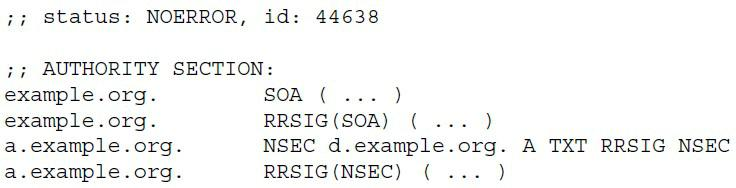 ;; status: NOERROR, id: 44638
;; AUTHORITY SECTION:
example.org. SOA ( ... )
example.org. RRSIG(SOA) ( ... )
a.example.org. NSEC d.example.org. A TXT RRSIG NSEC
a.example.org. RRSIG(NSEC) ( ... )